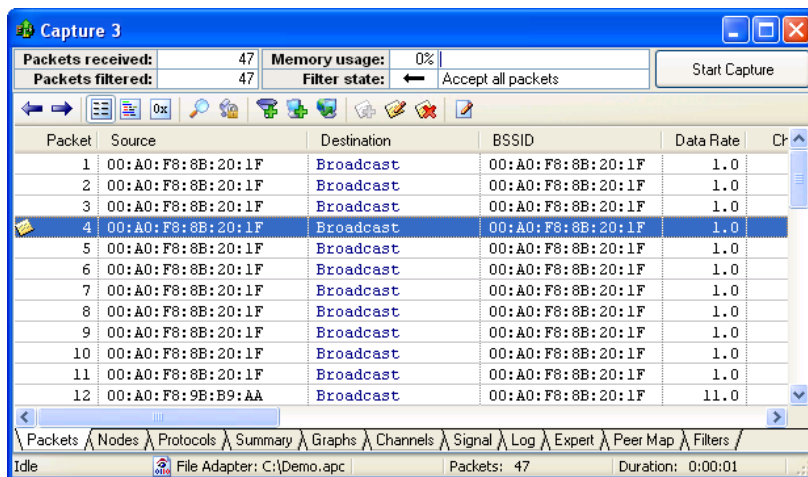 Capture 3
Packets received: 47 Memory usage: 0%
Packets filtered: 47 Filter state: Accept all packets
Start Capture
0x
Packet Source Destination BSSID Data Rate Ch
1 00:A0:F8:8B:20:1F Broadcast 00:A0:F8:8B:20:1F 1.0
2 00:A0:F8:8B:20:1F Broadcast 00:A0:F8:8B:20:1F 1.0
3 00:A0:F8:8B:20:1F Broadcast 00:A0:F8:8B:20:1F 1.0
4 00:A0:F8:8B:20:1F Broadcast 00:A0:F8:8B:20:1F 1.0
5 00:A0:F8:8B:20:1F Broadcast 00:A0:F8:8B:20:1F 1.0
6 00:A0:F8:8B:20:1F Broadcast 00:A0:F8:8B:20:1F 1.0
7 00:A0:F8:8B:20:1F Broadcast 00:A0:F8:8B:20:1F 1.0
8 00:A0:F8:8B:20:1F Broadcast 00:A0:F8:8B:20:1F 1.0
9 00:A0:F8:8B:20:1F Broadcast 00:A0:F8:8B:20:1F 1.0
10 00:A0:F8:8B:20:1F Broadcast 00:A0:F8:8B:20:1F 1.0
11 00:A0:F8:8B:20:1F Broadcast 00:A0:F8:8B:20:1F 1.0
12 00:A0:F8:9B:B9:AA Broadcast 00:A0:F8:8B:20:1F 11.0
Packets Nodes Protocols Summary Graphs Channels Signal Log Expert Peer Map Filters
Idle File Adapter: C:\Demo.apc Packets: 47 Duration: 0:00:01